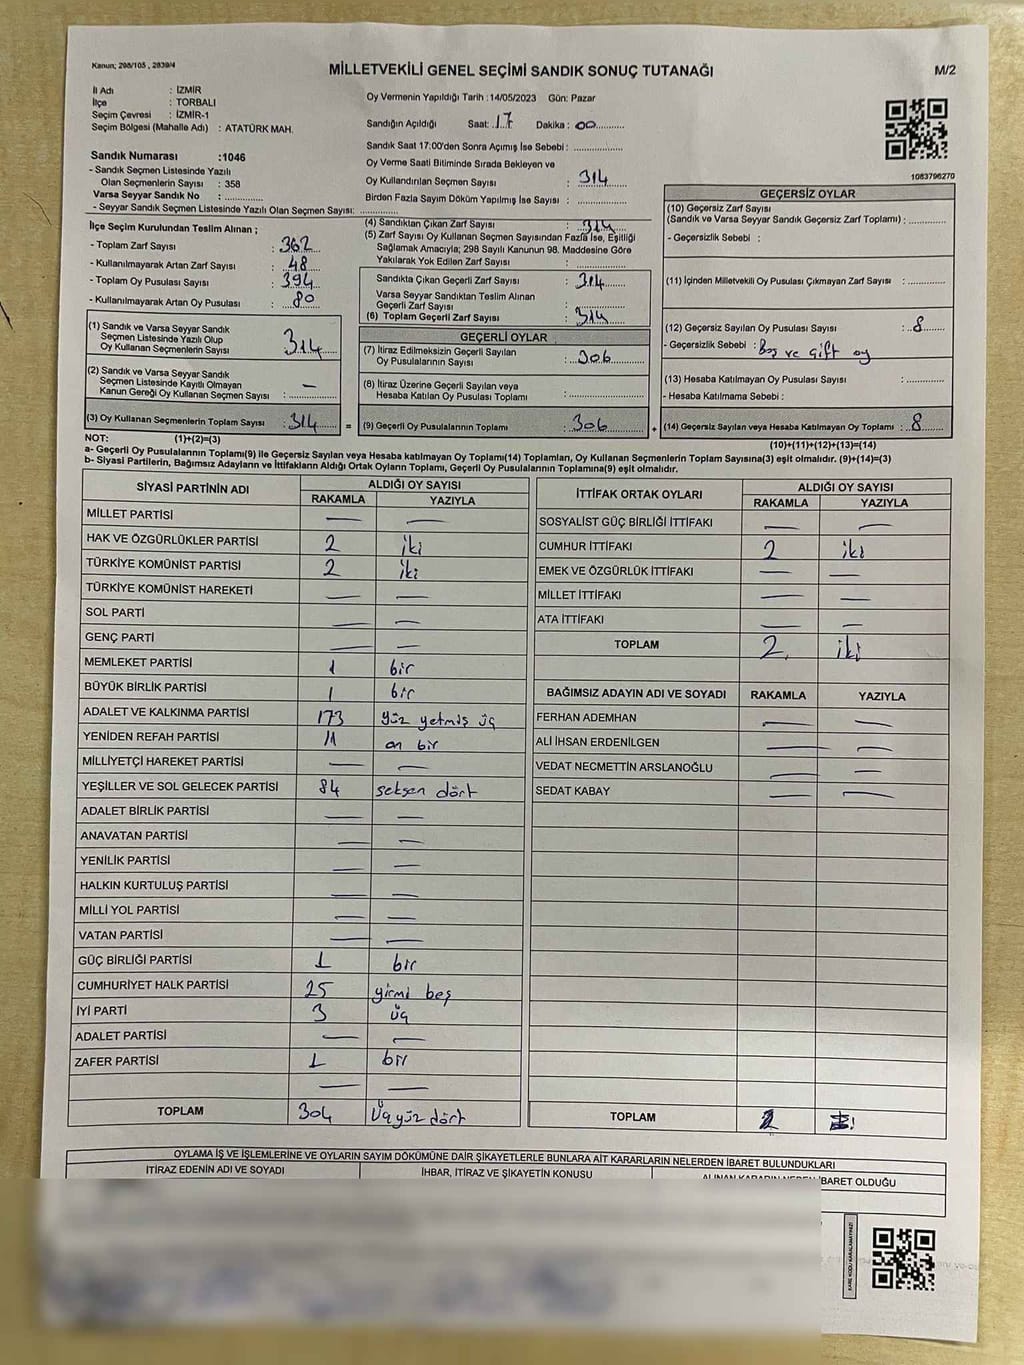 Kanun; 298/105 , 2839/4
MİLLETVEKİLİ GENEL SEÇİMİ SANDIK SONUÇ TUTANAĞI
M/2
İl Adı : İZMİR
İlçe : TORBALI
Seçim Çevresi : İZMİR-1
Seçim Bölgesi (Mahalle Adı) : ATATÜRK MAH.
Oy Vermenin Yapıldığı Tarih :14/05/2023 Gün: Pazar
Sandığın Açıldığı Saat: 17 Dakika : 00
Sandık Saat 17:00'den Sonra Açımış İse Sebebi :
Sandık Numarası :1046
- Sandık Seçmen Listesinde Yazılı
Olan Seçmenlerin Sayısı : 358
Varsa Seyyar Sandık No :
- Seyyar Sandık Seçmen Listesinde Yazılı Olan Seçmen Sayısı:
Oy Verme Saati Bitiminde Sırada Bekleyen ve
Oy Kullandırılan Seçmen Sayısı : 314
Birden Fazla Sayım Döküm Yapılmış İse Sayısı :
1083796270
İlçe Seçim Kurulundan Teslim Alınan ;
- Toplam Zarf Sayısı : 362
- Kullanılmayarak Artan Zarf Sayısı : 48
- Toplam Oy Pusulası Sayısı : 394
- Kullanılmayarak Artan Oy Pusulası : 80
(4) Sandıktan Çıkan Zarf Sayısı : 314
(5) Zarf Sayısı Oy Kullanan Seçmen Sayısından Fazla İse, Eşitliği
Sağlamak Amacıyla; 298 Sayılı Kanunun 98. Maddesine Göre
Yakılarak Yok Edilen Zarf Sayısı :
Sandıkta Çıkan Geçerli Zarf Sayısı : 314
Varsa Seyyar Sandıktan Teslim Alınan
Geçerli Zarf Sayısı :
(6) Toplam Geçerli Zarf Sayısı : 314
GEÇERSİZ OYLAR
(10) Geçersiz Zarf Sayısı
(Sandık ve Varsa Seyyar Sandık Geçersiz Zarf Toplamı) :
- Geçersizlik Sebebi :
(11) İçinden Milletvekili Oy Pusulası Çıkmayan Zarf Sayısı :
(12) Geçersiz Sayılan Oy Pusulası Sayısı : 8
- Geçersizlik Sebebi : Boş ve Çift oy
(13) Hesaba Katılmayan Oy Pusulası Sayısı :
- Hesaba Katılmama Sebebi :
(1) Sandık ve Varsa Seyyar Sandık
Seçmen Listesinde Yazılı Olup
Oy Kullanan Seçmenlerin Sayısı : 314
(2) Sandık ve Varsa Seyyar Sandık
Seçmen Listesinde Kayıtlı Olmayan
Kanun Gereği Oy Kullanan Seçmen Sayısı : —
GEÇERLİ OYLAR
(7) İtiraz Edilmeksizin Geçerli Sayılan
Oy Pusulalarının Sayısı : 306
(8) İtiraz Üzerine Geçerli Sayılan veya
Hesaba Katılan Oy Pusulası Toplamı :
(3) Oy Kullanan Seçmenlerin Toplam Sayısı : 314 = (9) Geçerli Oy Pusulalarının Toplamı : 306 + (14) Geçersiz Sayılan veya Hesaba Katılmayan Oy Toplamı : 8
NOT: (1)+(2)=(3) (10)+(11)+(12)+(13)=(14)
a- Geçerli Oy Pusulalarının Toplamı(9) ile Geçersiz Sayılan veya Hesaba katılmayan Oy Toplamı(14) Toplamları, Oy Kullanan Seçmenlerin Toplam Sayısına(3) eşit olmalıdır. (9)+(14)=(3)
b- Siyasi Partilerin, Bağımsız Adayların ve İttifakların Aldığı Ortak Oyların Toplamı, Geçerli Oy Pusulalarının Toplamına(9) eşit olmalıdır.
SİYASİ PARTİNİN ADI ALDIĞI OY SAYISI
RAKAMLA YAZIYLA
MİLLET PARTİSİ — —
HAK VE ÖZGÜRLÜKLER PARTİSİ 2 iki
TÜRKİYE KOMÜNİST PARTİSİ 2 iki
TÜRKİYE KOMÜNİST HAREKETİ — —
SOL PARTİ — —
GENÇ PARTİ — —
MEMLEKET PARTİSİ 1 bir
BÜYÜK BİRLİK PARTİSİ 1 bir
ADALET VE KALKINMA PARTİSİ 173 yüz yetmiş üç
YENİDEN REFAH PARTİSİ 11 on bir
MİLLİYETÇİ HAREKET PARTİSİ — —
YEŞİLLER VE SOL GELECEK PARTİSİ 84 seksen dört
ADALET BİRLİK PARTİSİ — —
ANAVATAN PARTİSİ — —
YENİLİK PARTİSİ — —
HALKIN KURTULUŞ PARTİSİ — —
MİLLİ YOL PARTİSİ — —
VATAN PARTİSİ — —
GÜÇ BİRLİĞİ PARTİSİ 1 bir
CUMHURİYET HALK PARTİSİ 25 yirmi beş
İYİ PARTİ 3 üç
ADALET PARTİSİ — —
ZAFER PARTİSİ 1 bir
— —
TOPLAM 304 Üçyüz dört
İTTİFAK ORTAK OYLARI ALDIĞI OY SAYISI
RAKAMLA YAZIYLA
SOSYALİST GÜÇ BİRLİĞİ İTTİFAKI — —
CUMHUR İTTİFAKI 2 iki
EMEK VE ÖZGÜRLÜK İTTİFAKI — —
MİLLET İTTİFAKI — —
ATA İTTİFAKI — —
TOPLAM 2 iki
BAĞIMSIZ ADAYIN ADI VE SOYADI RAKAMLA YAZIYLA
FERHAN ADEMHAN — —
ALİ İHSAN ERDENİLGEN — —
VEDAT NECMETTİN ARSLANOĞLU — —
SEDAT KABAY — —
TOPLAM
OYLAMA İŞ VE İŞLEMLERİNE VE OYLARIN SAYIM DÖKÜMÜNE DAİR ŞİKAYETLERLE BUNLARA AİT KARARLARIN NELERDEN İBARET BULUNDUKLARI
İTİRAZ EDENİN ADI VE SOYADI İHBAR, İTİRAZ VE ŞİKAYETİN KONUSU ALINAN KARARIN NEDEN İBARET OLDUĞU
KARE KODU KARALAMAYINIZ!